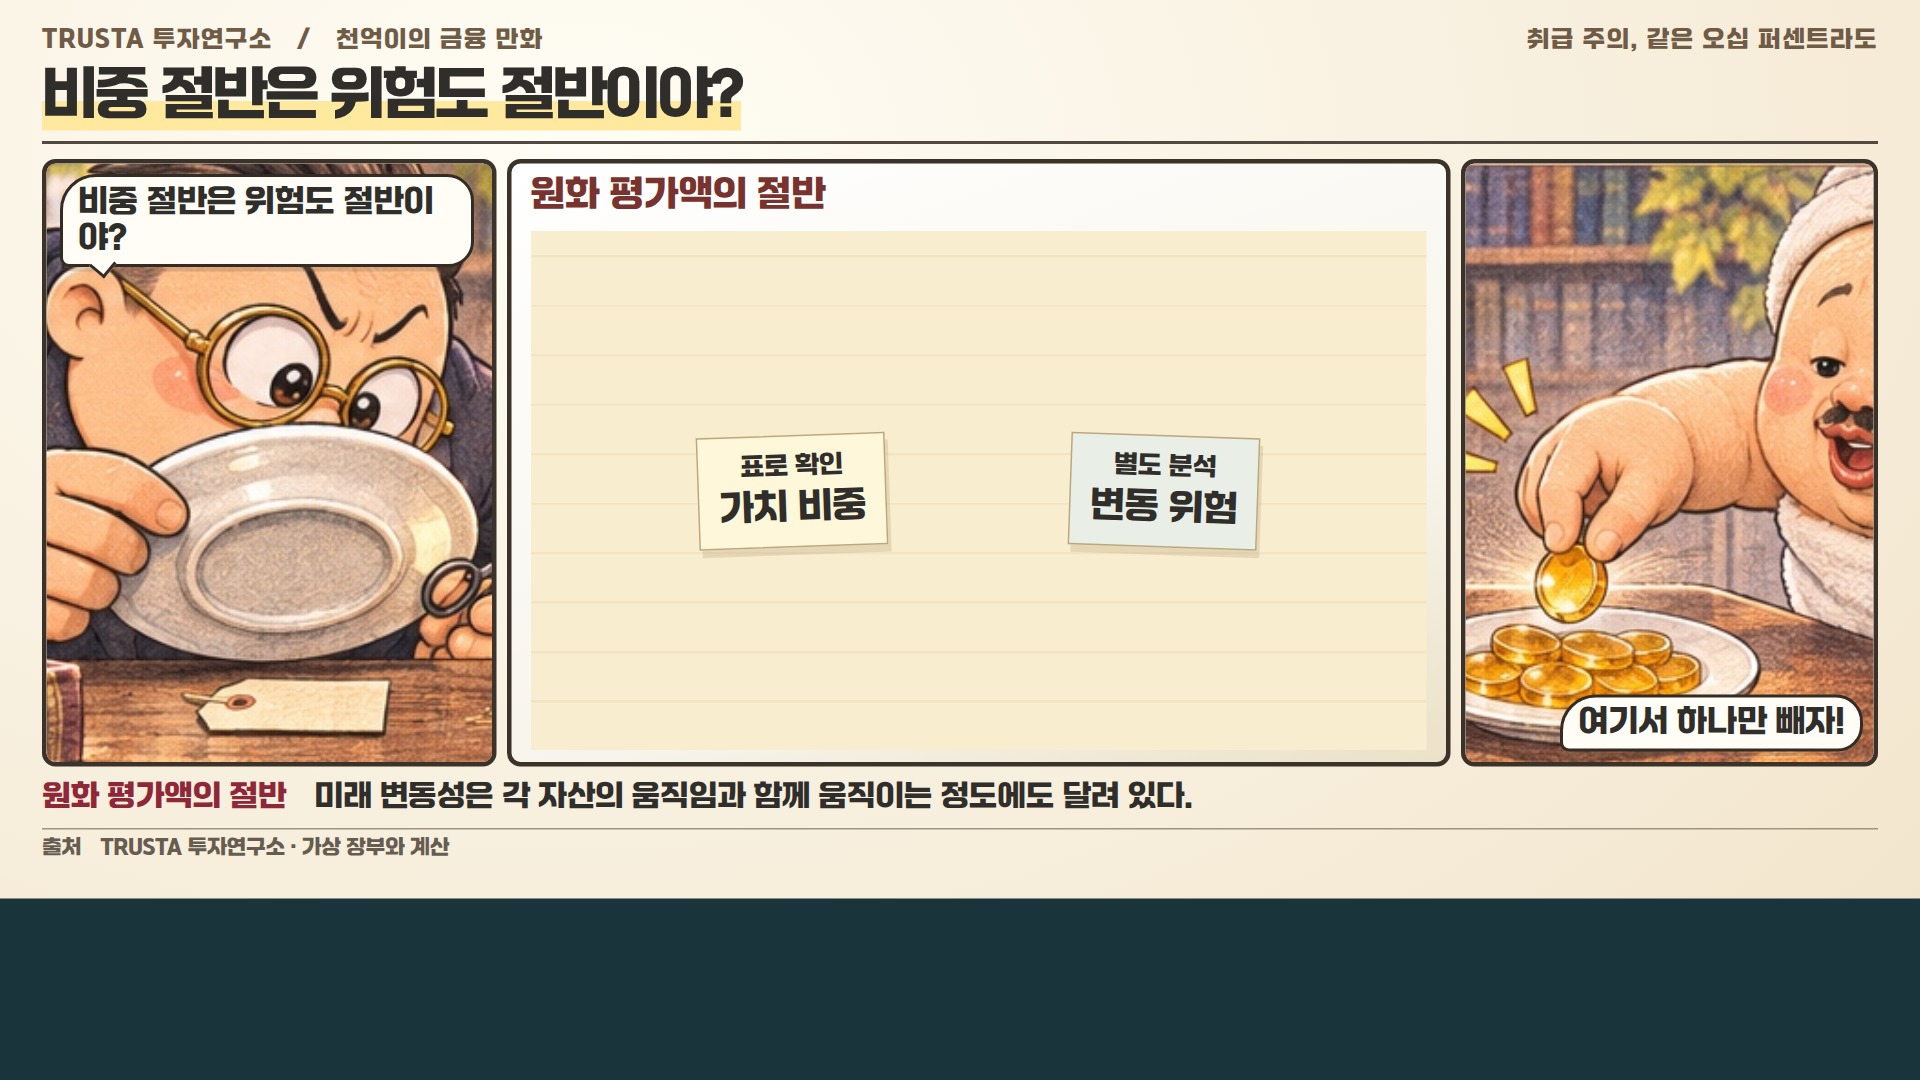 TRUSTA 투자연구소 / 천억이의 금융 만화
취급 주의, 같은 오십 퍼센트라도
비중 절반은 위험도 절반이야?
비중 절반은 위험도 절반이
야?
원화 평가액의 절반
표로 확인
가치 비중
별도 분석
변동 위험
여기서 하나만 빼자!
원화 평가액의 절반 미래 변동성은 각 자산의 움직임과 함께 움직이는 정도에도 달려 있다.
출처 TRUSTA 투자연구소 · 가상 장부와 계산